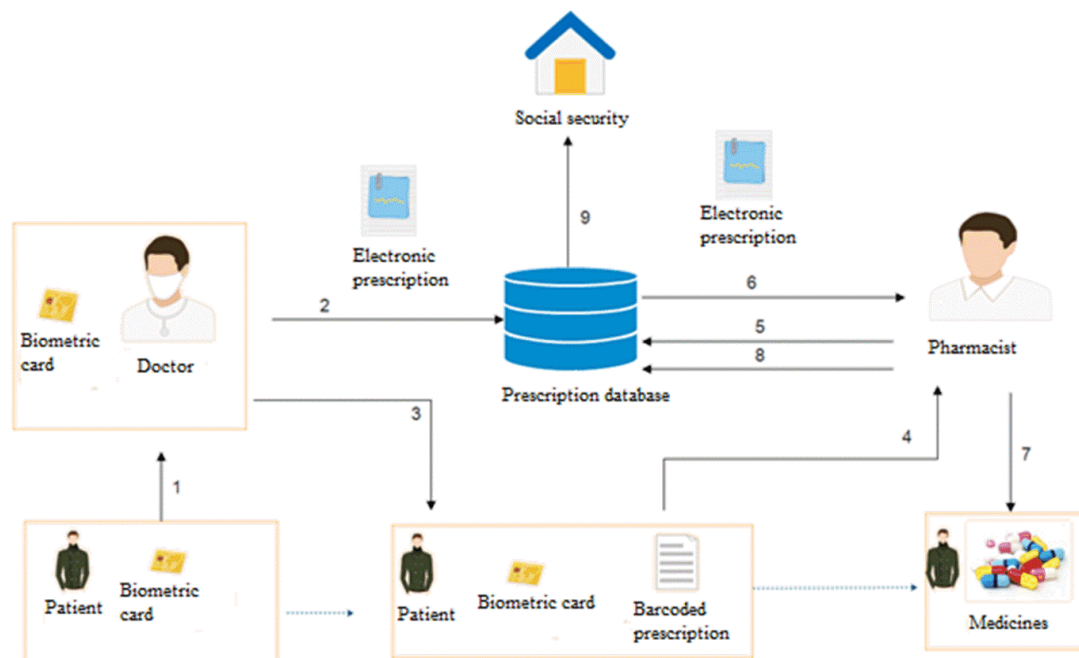 Social security
9
Electronic
prescription
Electronic
prescription
Biometric
card
Doctor
2
6
5
8
Prescription database
Pharmacist
3
4
7
1
Patient
Biometric
card
Patient
Biometric card
Barcoded
prescription
Medicines